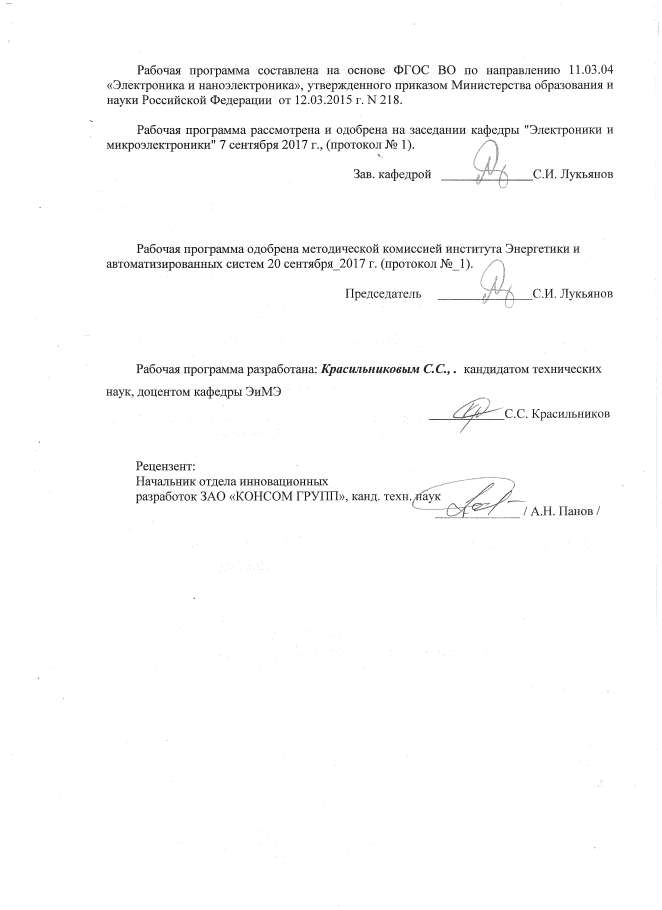 Рабочая программа составлена на основе ФГОС ВО по направлению 11.03.04
«Электроника и наноэлектроника», утвержденного приказом Министерства образования и
науки Российской Федерации от 12.03.2015 г. N 218.
Рабочая программа рассмотрена и одобрена на заседании кафедры "Электроники и
микроэлектроники" 7 сентября 2017 г., (протокол № 1).
Зав. кафедрой ______________С.И. Лукьянов
Рабочая программа одобрена методической комиссией института Энергетики и
автоматизированных систем 20 сентября_2017 г. (протокол №_1).
Председатель ______________С.И. Лукьянов
Рабочая программа разработана: Красильниковым С.С., . кандидатом технических
наук, доцентом кафедры ЭиМЭ
____________С.С. Красильников
Рецензент:
Начальник отдела инновационных
разработок ЗАО «КОНСОМ ГРУПП», канд. техн. наук
_____________ / А.Н. Панов /